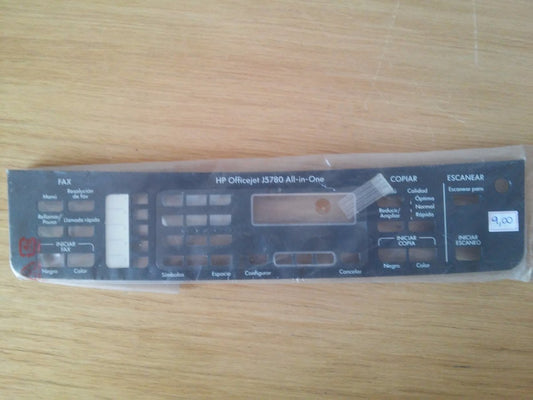 HP Officejet J5780 All-in-One
FAX
Menú
Resolución
de fax
Rellamar/
Pausa
Llamada rápida
INICIAR
FAX
Negro
Color
Símbolos
Espacio
Configurar
Cancelar
COPIAR
Calidad
Óptima
Normal
Rápida
Reducir/
Ampliar
INICIAR
COPIA
Negro
Color
ESCANEAR
Escanear para
9,00
INICIAR
ESCANEO